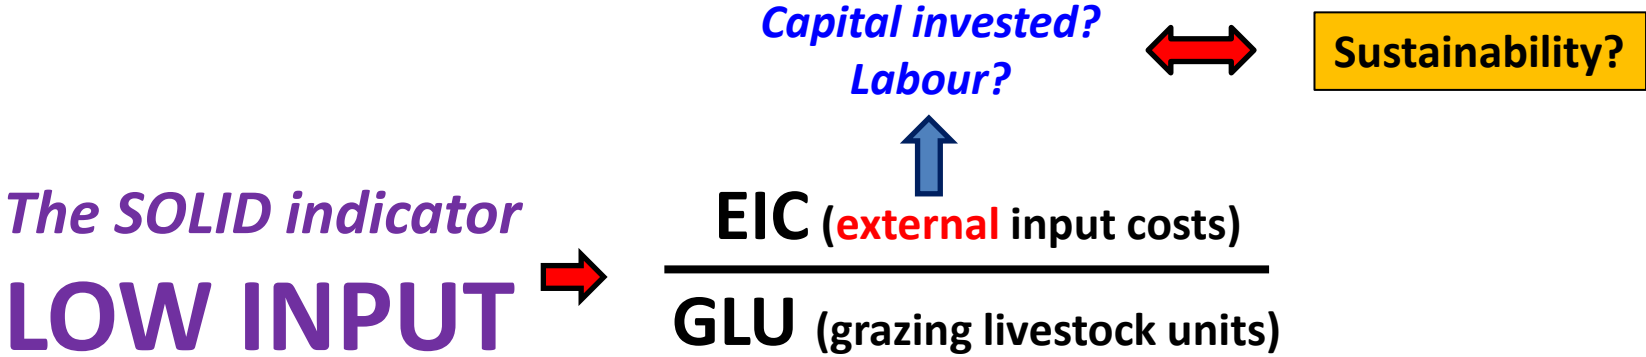 Capital invested?
Labour?
Sustainability?
The SOLID indicator
LOW INPUT
EIC (external input costs)
GLU (grazing livestock units)